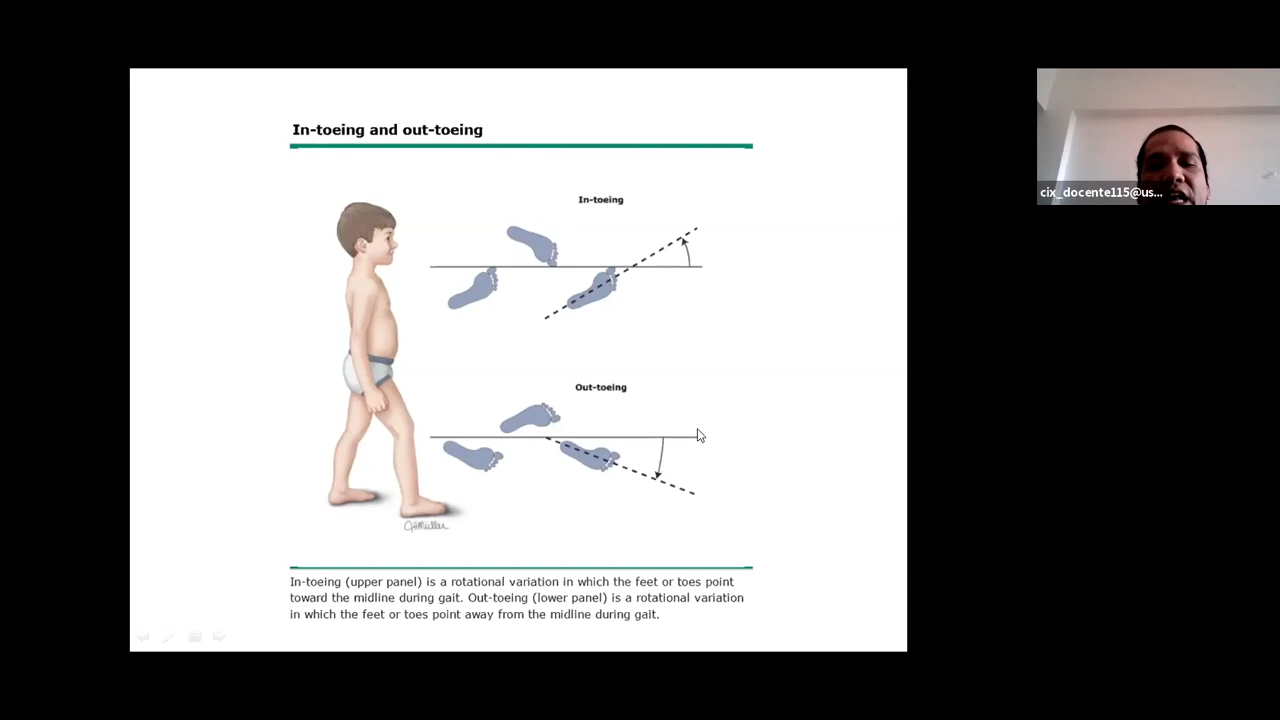 In-toeing and out-toeing
In-toeing
Out-toeing
In-toeing (upper panel) is a rotational variation in which the feet or toes point
toward the midline during gait. Out-toeing (lower panel) is a rotational variation
in which the feet or toes point away from the midline during gait.
cix_docente115@us...